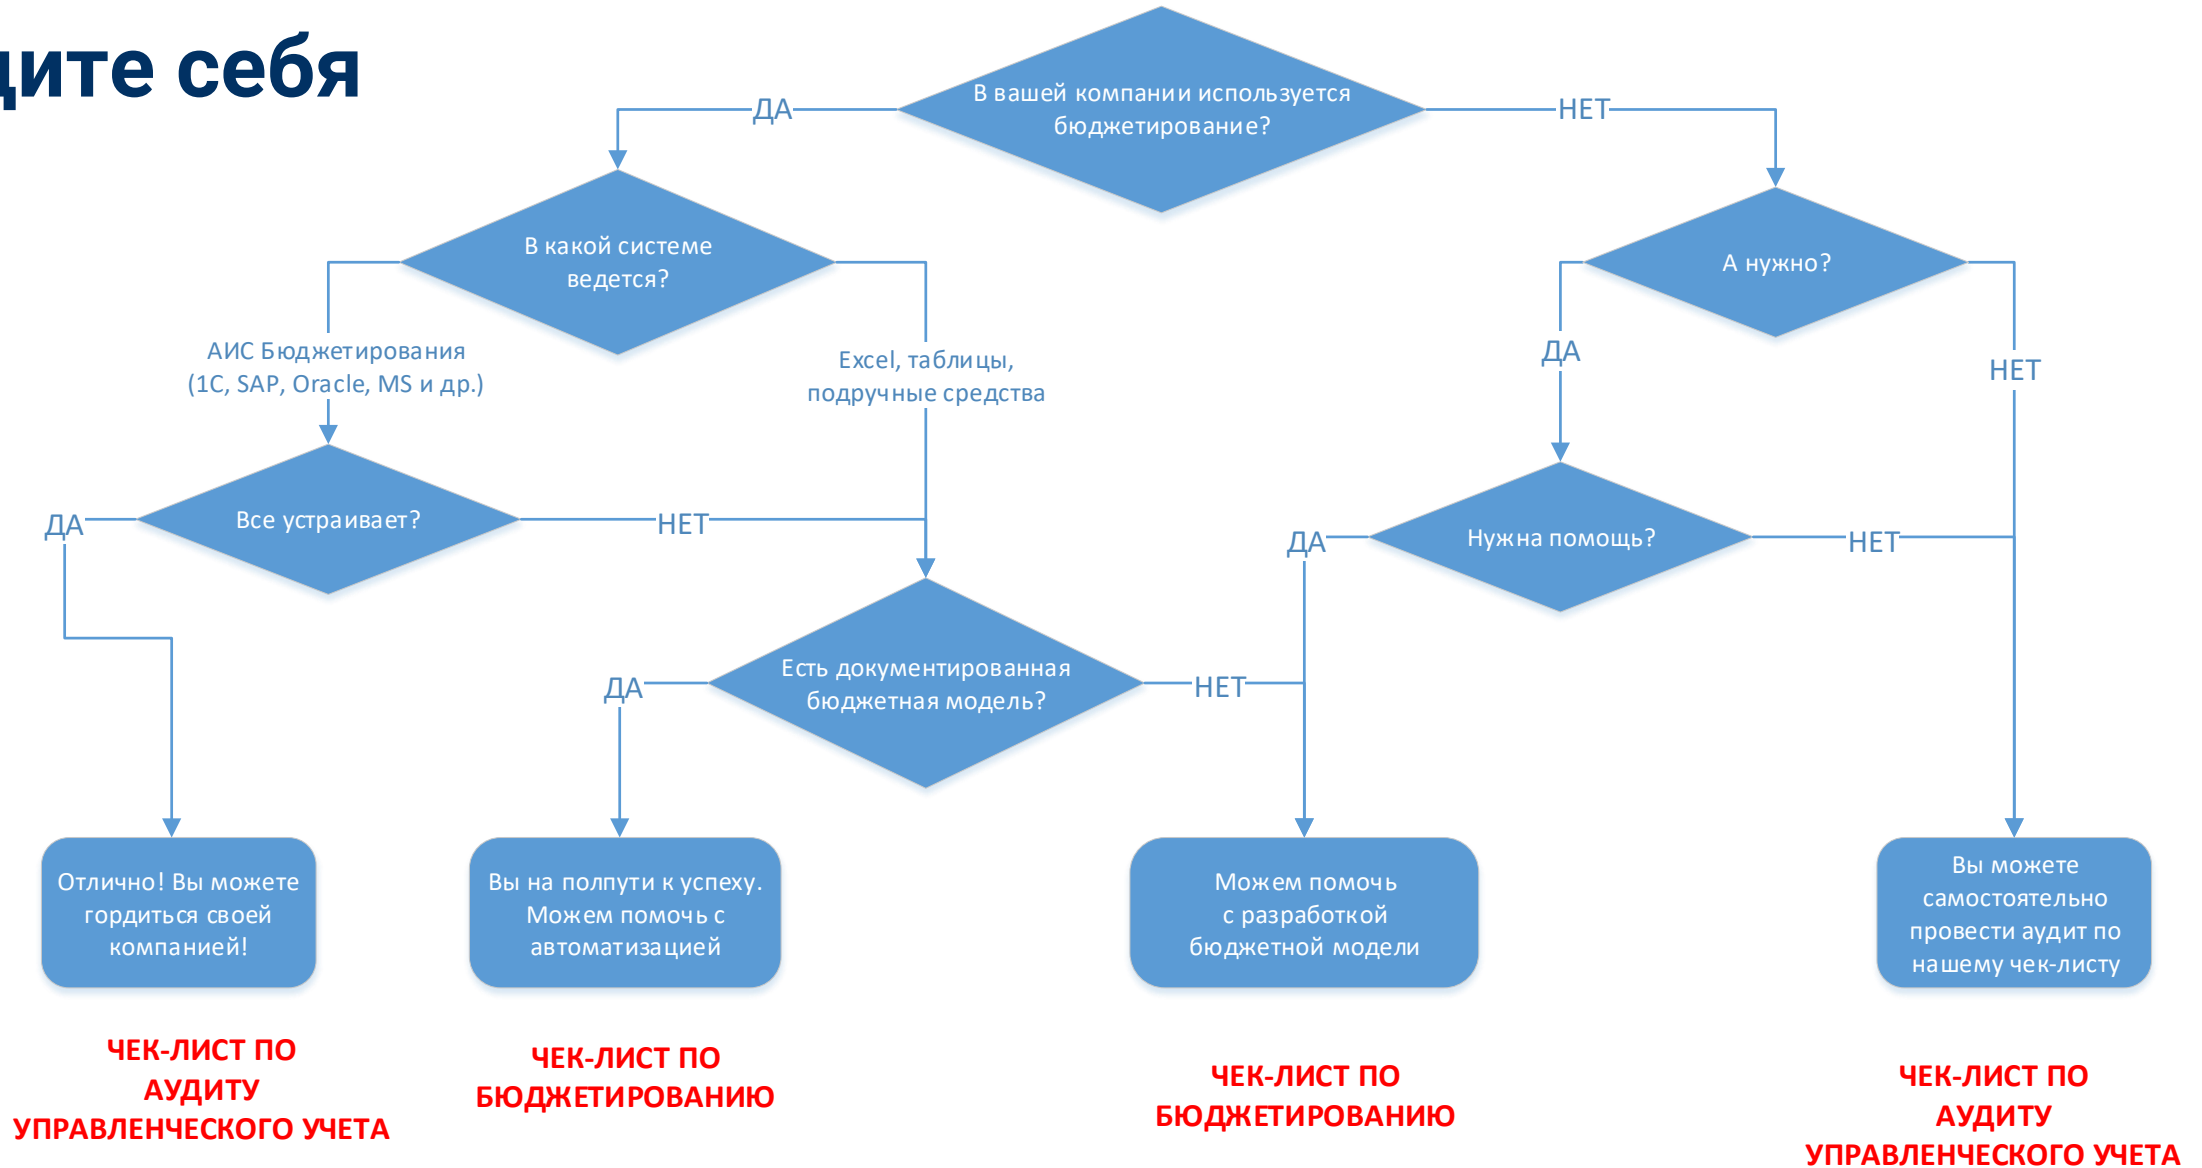 дите себя
В вашей компании используется
бюджетирование?
ДА
НЕТ
В какой системе
ведется?
А нужно?
АИС Бюджетирования
(1С, SAP, Oracle, MS и др.)
Excel, таблицы,
подручные средства
ДА
НЕТ
Все устраивает?
ДА
НЕТ
Нужна помощь?
ДА
НЕТ
Есть документированная
бюджетная модель?
ДА
НЕТ
Отлично! Вы можете
гордиться своей
компанией!
Вы на полпути к успеху.
Можем помочь с
автоматизацией
Можем помочь
с разработкой
бюджетной модели
Вы можете
самостоятельно
провести аудит по
нашему чек-листу
ЧЕК-ЛИСТ ПО
АУДИТУ
УПРАВЛЕНЧЕСКОГО УЧЕТА
ЧЕК-ЛИСТ ПО
БЮДЖЕТИРОВАНИЮ
ЧЕК-ЛИСТ ПО
БЮДЖЕТИРОВАНИЮ
ЧЕК-ЛИСТ ПО
АУДИТУ
УПРАВЛЕНЧЕСКОГО УЧЕТА